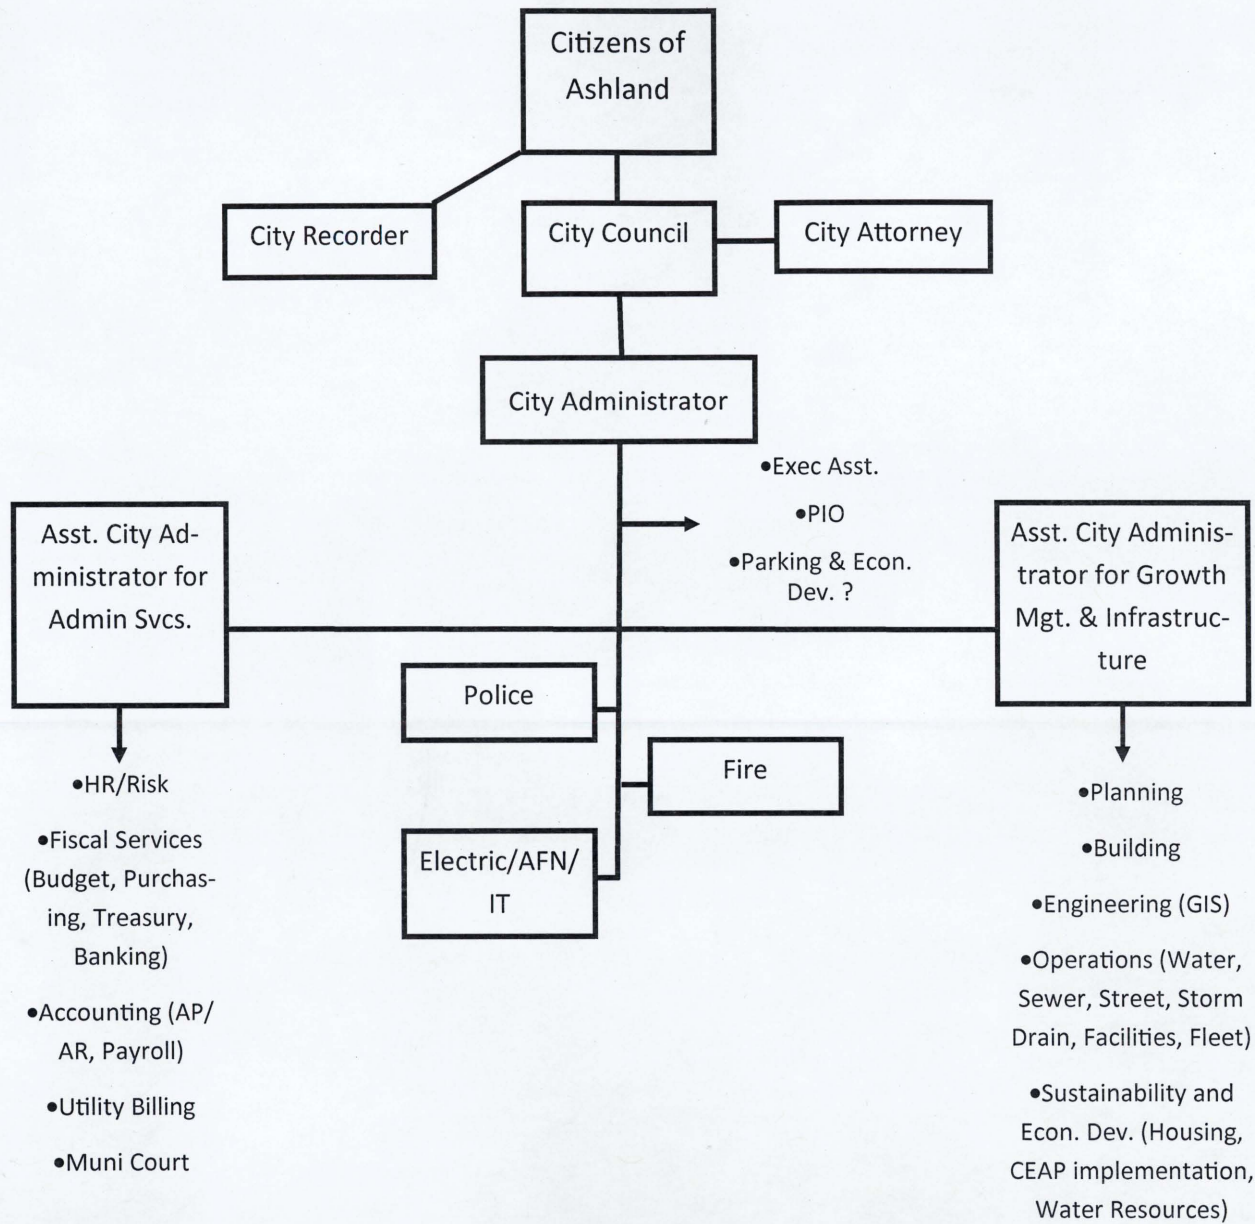 Citizens of
Ashland
City Recorder
City Council
City Attorney
City Administrator
•Exec Asst.
•PIO
•Parking & Econ.
Dev. ?
Asst. City Ad-
ministrator for
Admin Svcs.
Asst. City Adminis-
trator for Growth
Mgt. & Infrastruc-
ture
Police
Fire
Electric/AFN/
IT
•HR/Risk
•Fiscal Services
(Budget, Purchas-
ing, Treasury,
Banking)
•Accounting (AP/
AR, Payroll)
•Utility Billing
•Muni Court
•Planning
•Building
•Engineering (GIS)
•Operations (Water,
Sewer, Street, Storm
Drain, Facilities, Fleet)
•Sustainability and
Econ. Dev. (Housing,
CEAP implementation,
Water Resources)